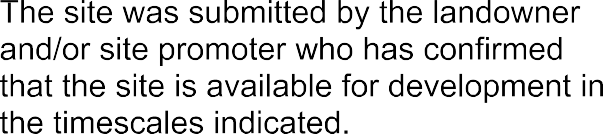 The site was submitted by the landowner
and/or site promoter who has confirmed
that the site is available for development in
the timescales indicated.